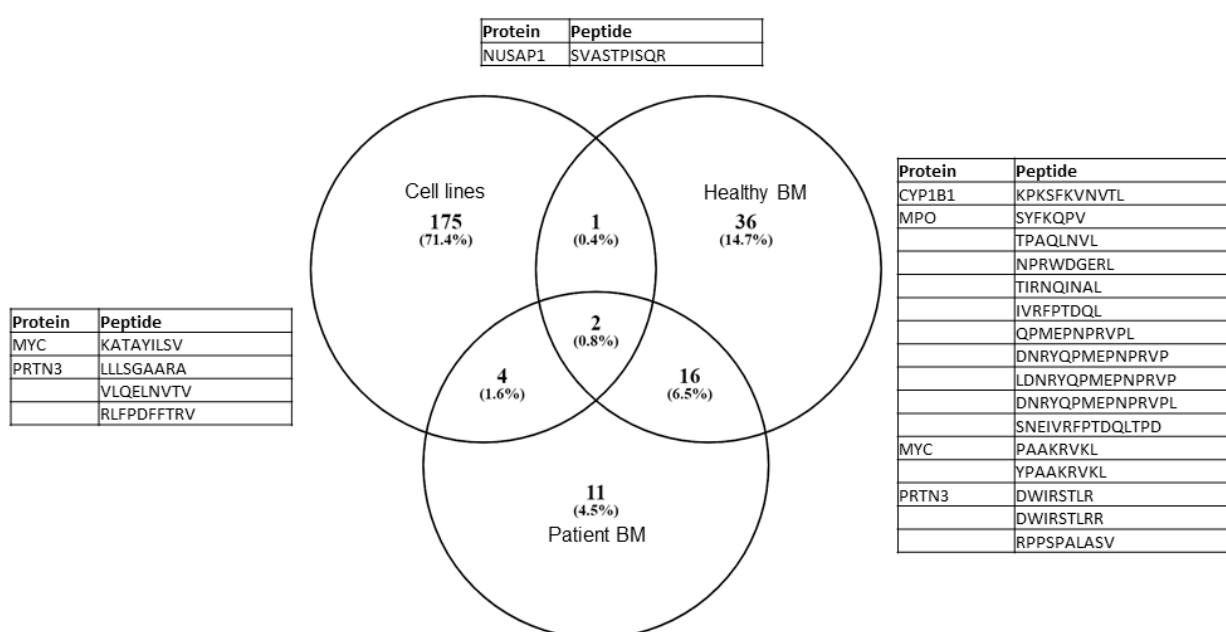 Protein Peptide
NUSAP1 SVASTPISQR
Cell lines
175
(71.4%)
1
(0.4%)
Healthy BM
36
(14.7%)
2
(0.8%)
4
(1.6%)
16
(6.5%)
11
(4.5%)
Patient BM
Protein Peptide
MYC KATAYILSV
PRTN3 LLLSGAARA
VLQELNVTV
RLFPDFFTRV
Protein Peptide
CYP1B1 KPKSFKVNVTL
MPO SYFKQPV
TPAQLNVL
NPRWDGERL
TIRNQINAL
IVRFPTDQL
QPMEPNPRVPL
DNRYQPMEPNPRVP
LDNRYQPMEPNPRVP
DNRYQPMEPNPRVPL
SNEIVRFPTDQLTPD
MYC PAAKRVKL
YPAAKRVKL
PRTN3 DWIRSTLR
DWIRSTLRR
RPPSPALASV